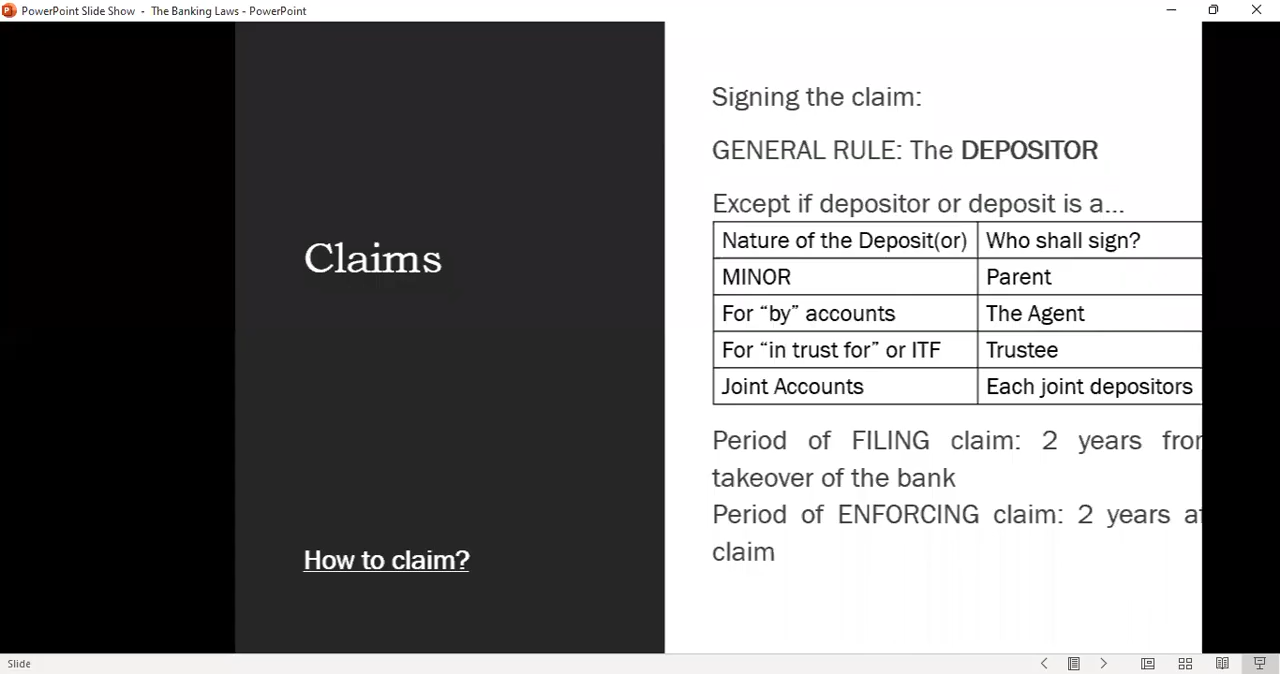 PowerPoint Slide Show - The Banking Laws - PowerPoint
Claims
How to claim?
Signing the claim:
GENERAL RULE: The DEPOSITOR
Except if depositor or deposit is a...
Nature of the Deposit(or) Who shall sign?
MINOR Parent
For “by” accounts The Agent
For “in trust for” or ITF Trustee
Joint Accounts Each joint depositors
Period of FILING claim: 2 years
takeover of the bank
Period of ENFORCING claim: 2 years
claim
Slide